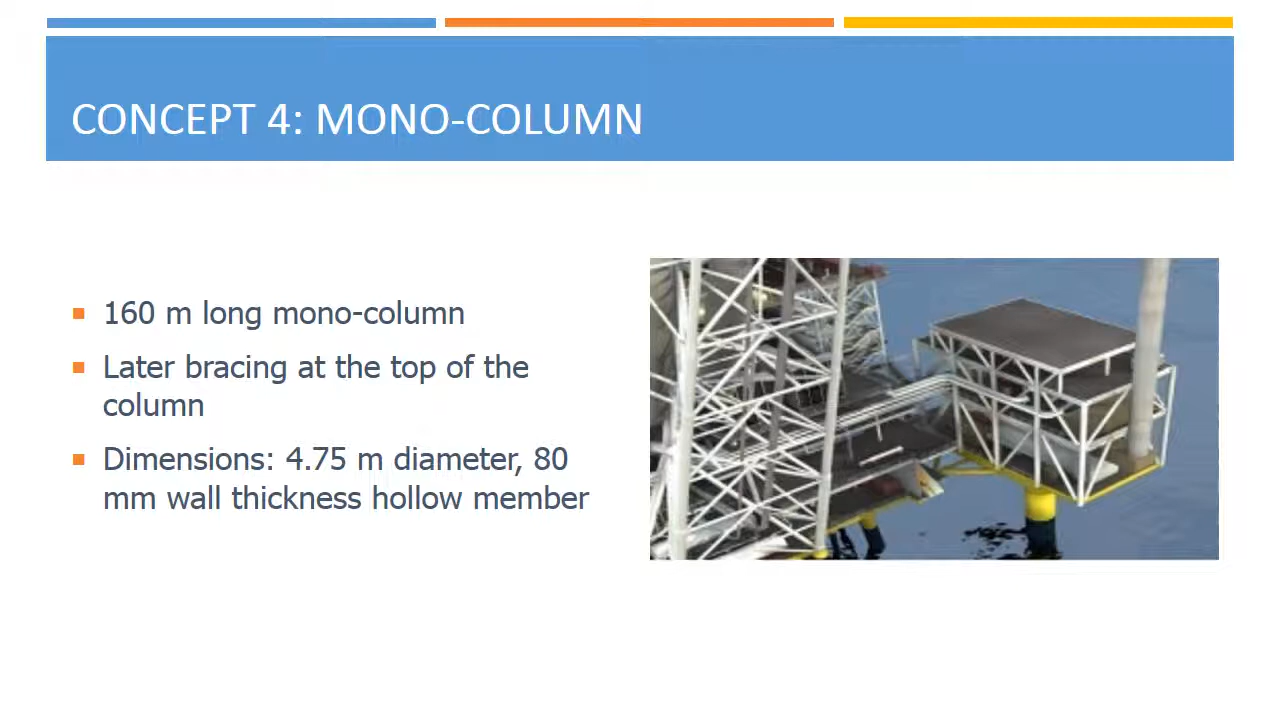 CONCEPT 4: MONO-COLUMN
160 m long mono-column
Later bracing at the top of the
column
Dimensions: 4.75 m diameter, 80
mm wall thickness hollow member